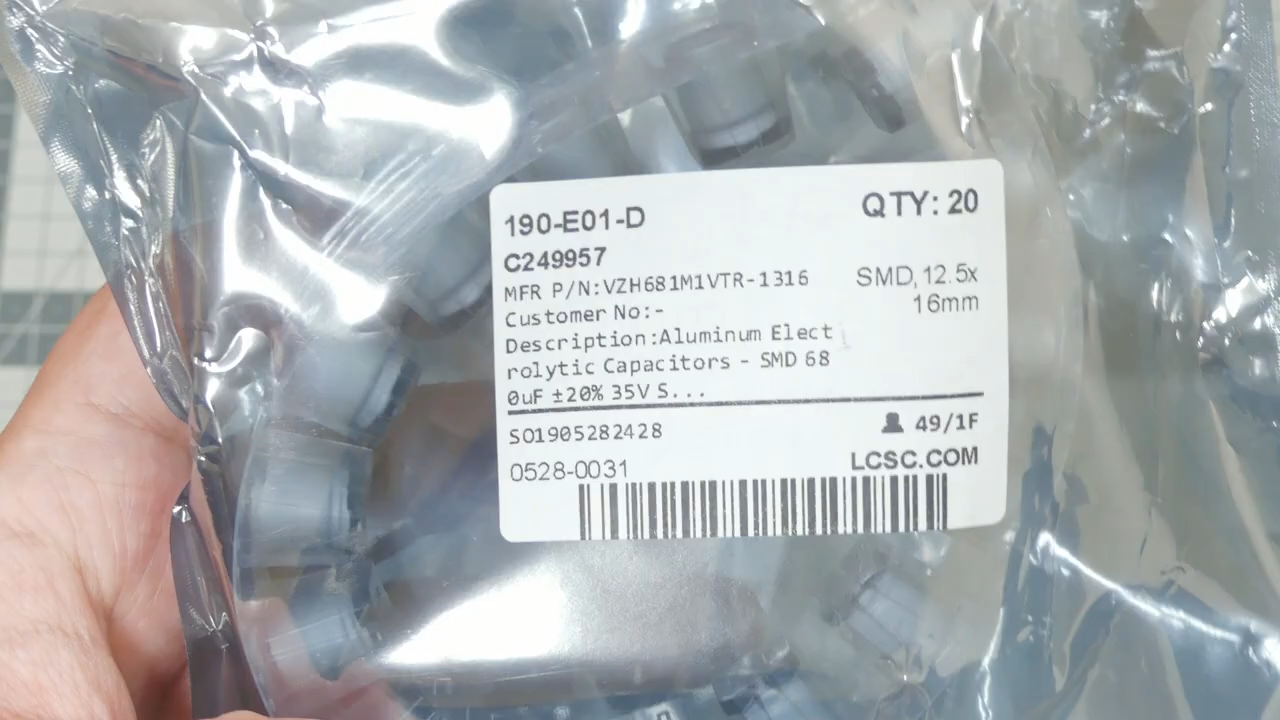 190-E01-D
QTY: 20
C249957
MFR P/N:VZH681M1VTR-1316
SMD, 12.5x
16mm
Customer No:-
Description:Aluminum Elect
rolytic Capacitors - SMD 68
0uF ±20% 35V S...
SO1905282428
49/1F
0528-0031
LCSC.COM